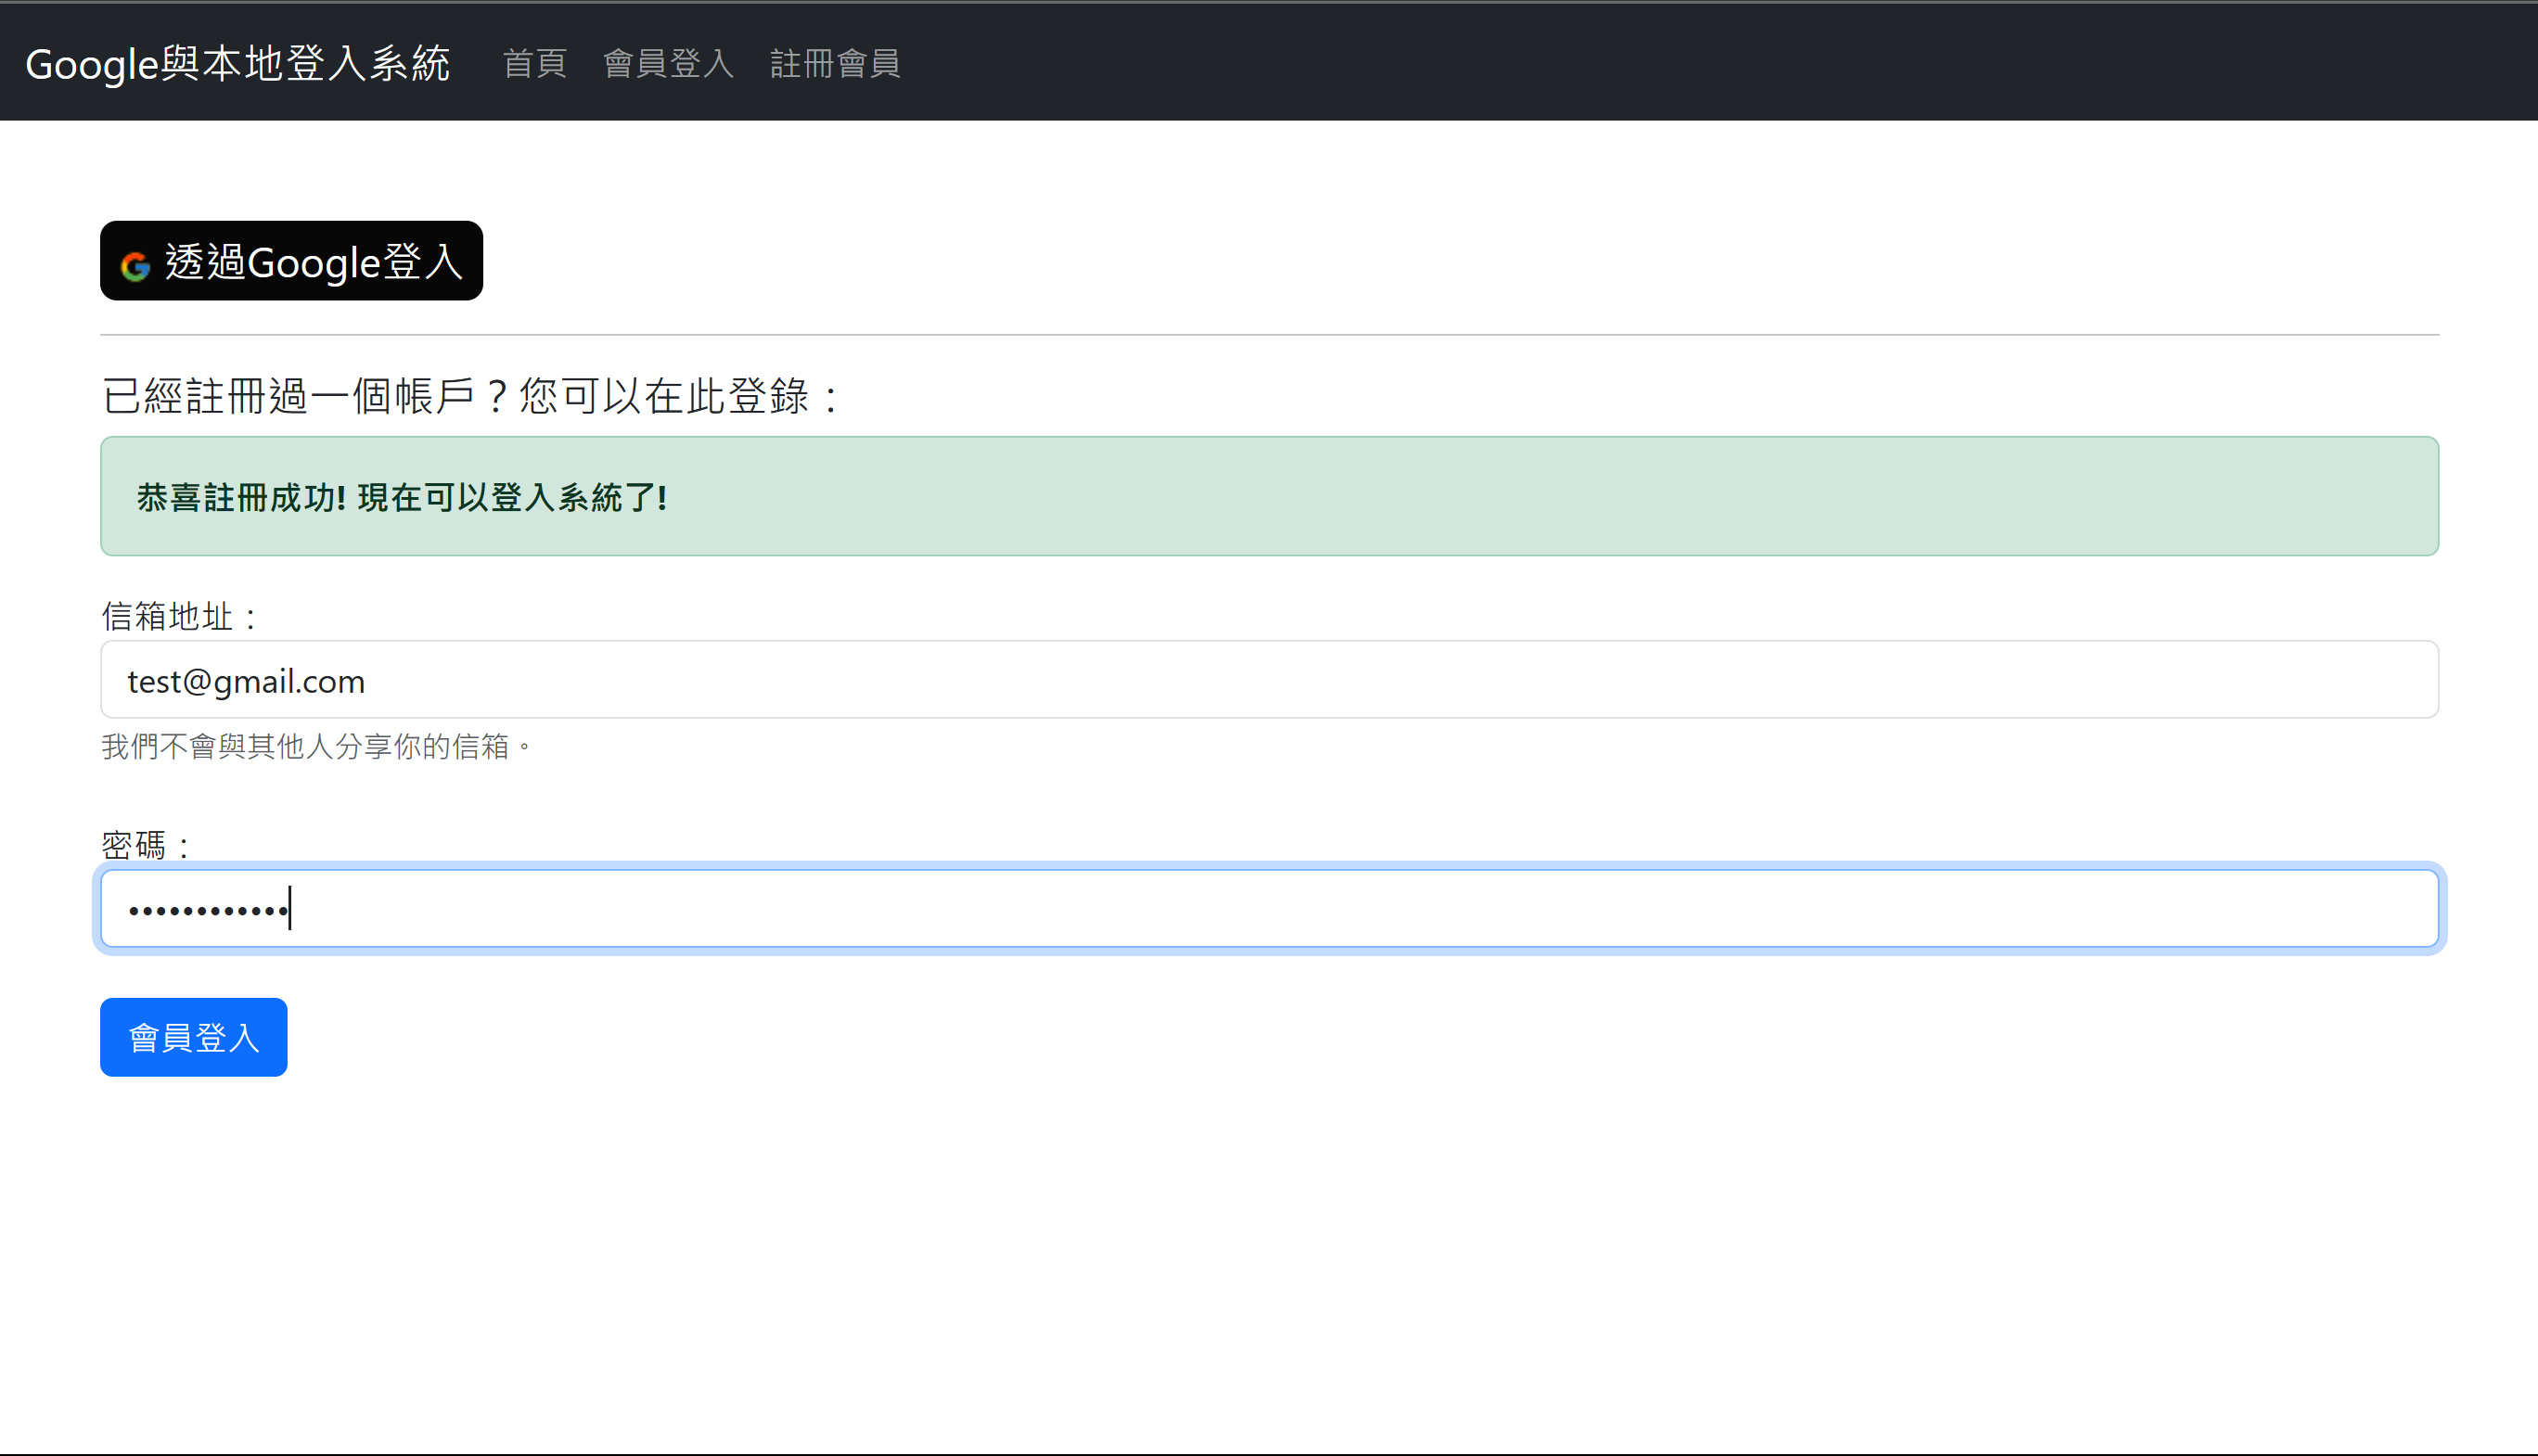 Google與本地登入系統 首頁 會員登入 註冊會員
透過Google登入
已經註冊過一個帳戶？您可以在此登錄：
恭喜註冊成功! 現在可以登入系統了!
信箱地址：
test@gmail.com
我們不會與其他人分享你的信箱。
密碼：
••••••••••••
會員登入